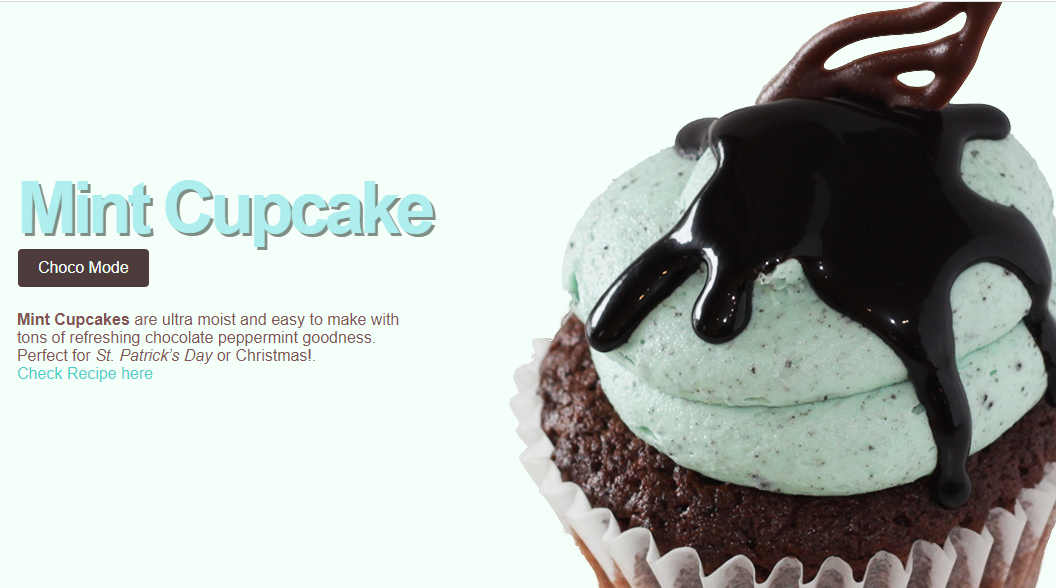 Mint Cupcake
Choco Mode
Mint Cupcakes are ultra moist and easy to make with
tons of refreshing chocolate peppermint goodness.
Perfect for St. Patrick's Day or Christmas!.
Check Recipe here